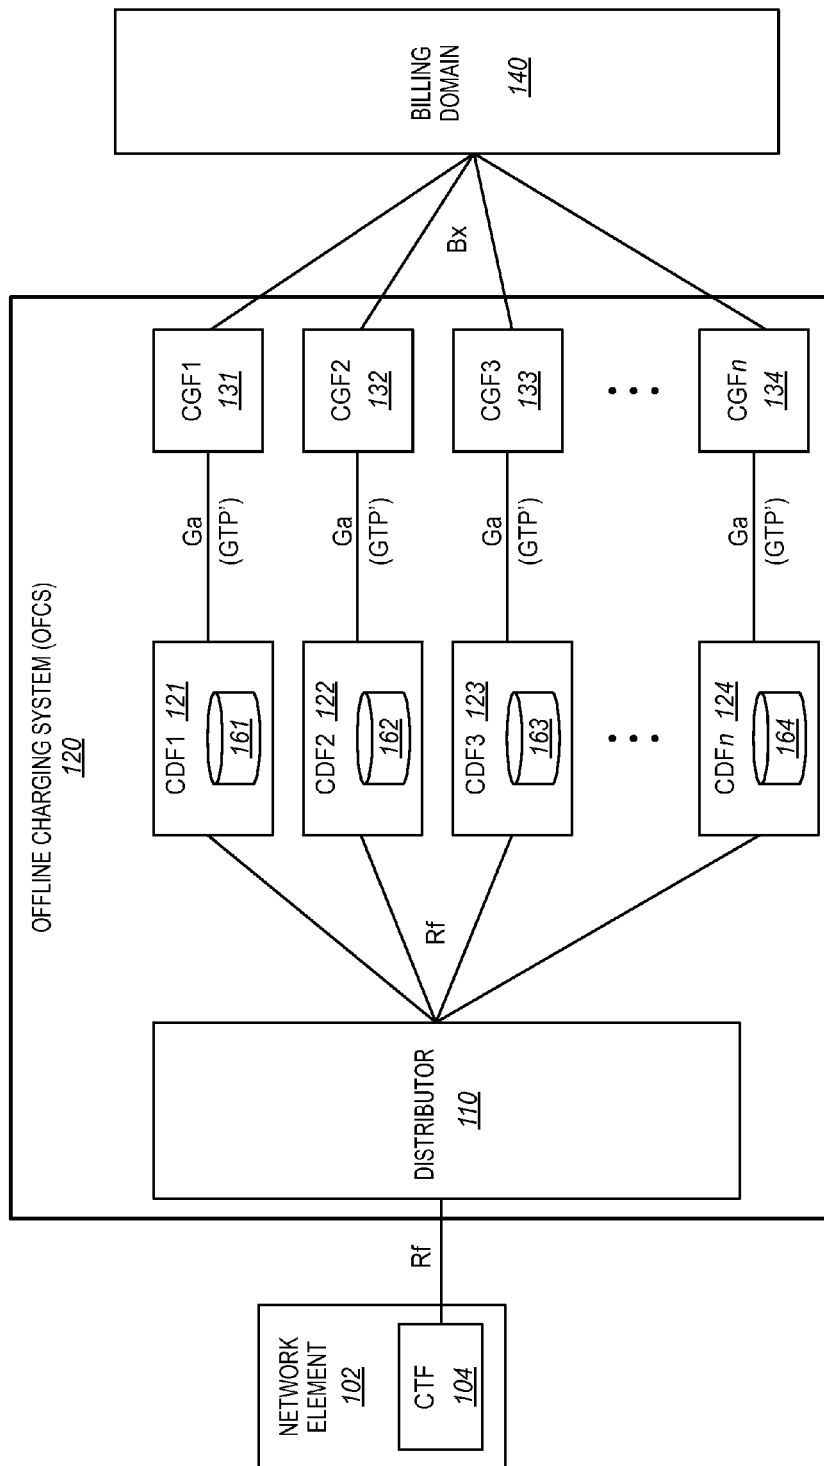 OFFLINE CHARGING SYSTEM (OFCS)
120
NETWORK
ELEMENT
102
CTF
104
Rf
DISTRIBUTOR
110
Rf
CDF1 121
161
CDF2 122
162
CDF3 123
163
• • •
CDFn 124
164
Ga
(GTP')
Ga
(GTP')
Ga
(GTP')
Ga
(GTP')
CGF1
131
CGF2
132
CGF3
133
• • •
CGFn
134
Bx
BILLING
DOMAIN
140